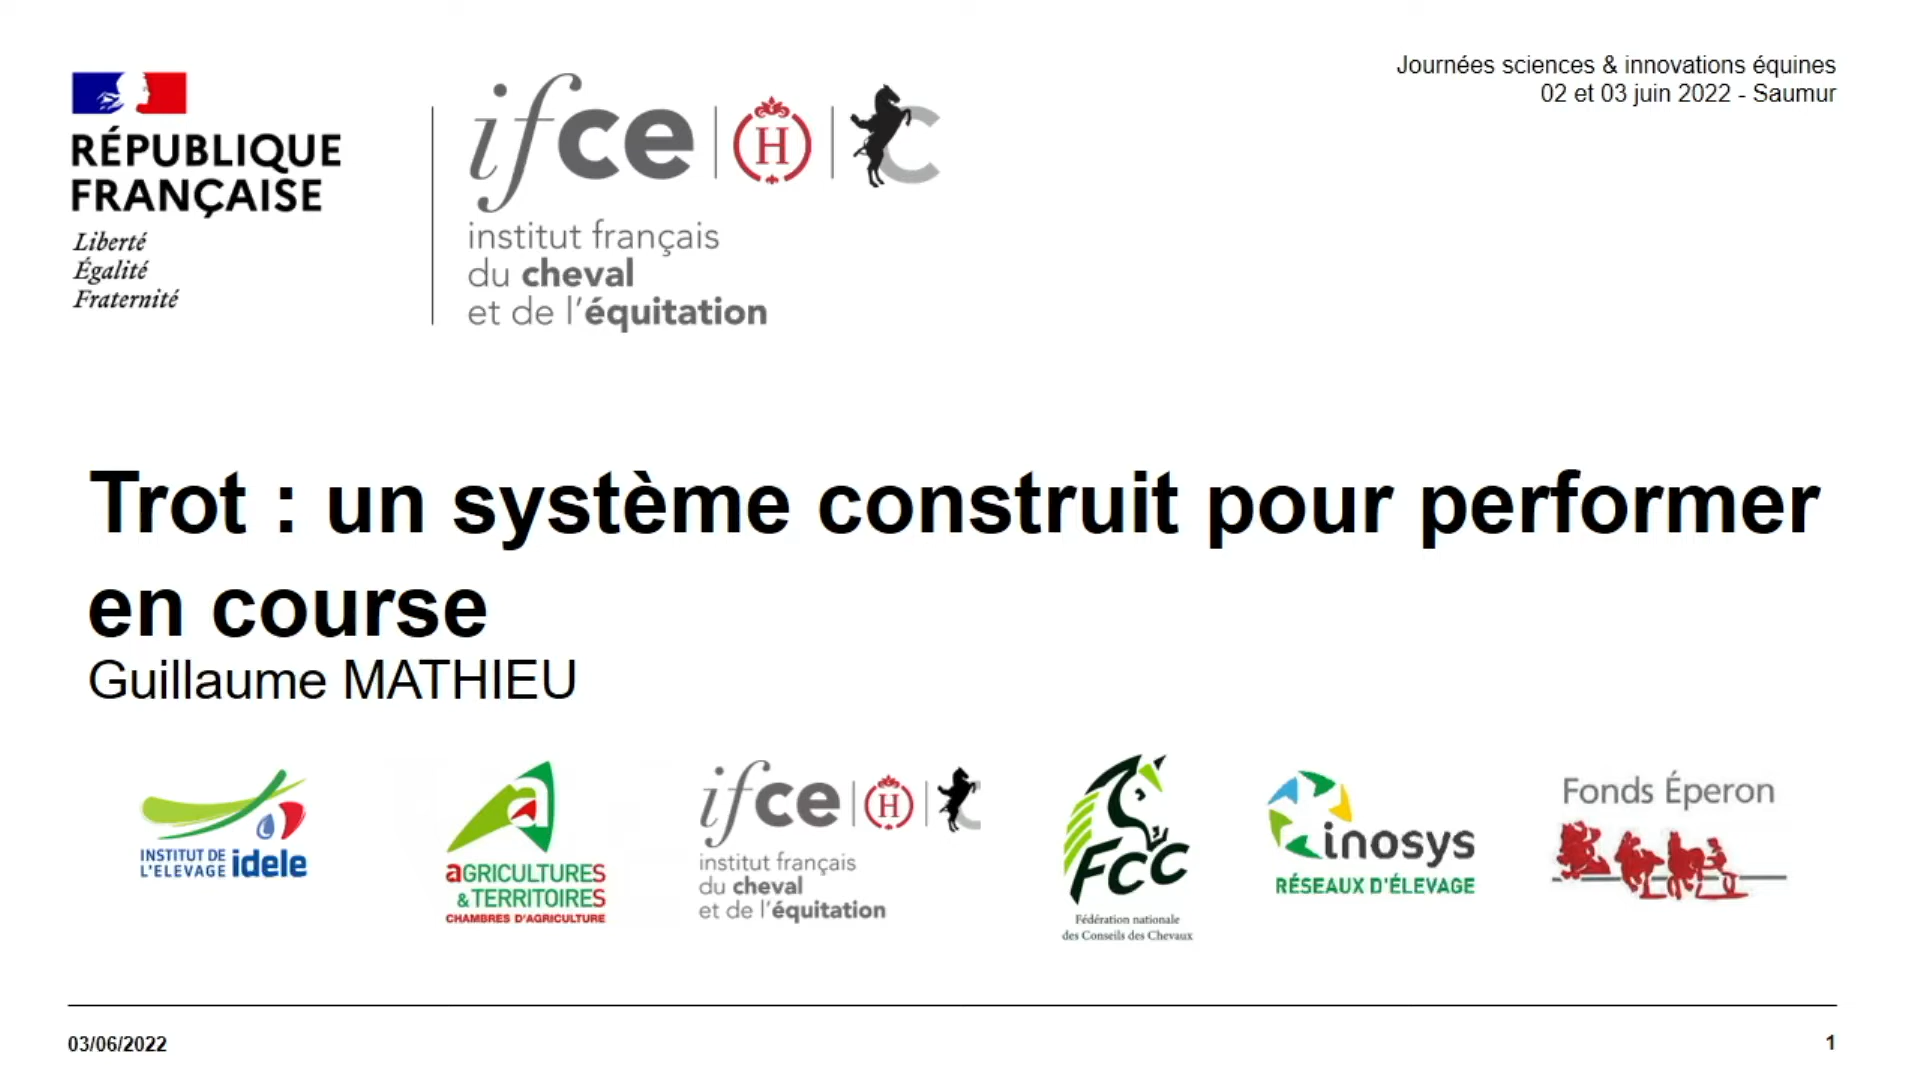 RÉPUBLIQUE
FRANÇAISE
Liberté
Égalité
Fraternité
ifce | H | C
institut français
du cheval
et de l'équitation
Journées sciences & innovations équines
02 et 03 juin 2022 - Saumur
Trot : un système construit pour performer
en course
Guillaume MATHIEU
INSTITUT DE
L'ELEVAGE idele
aGRICULTURES
& TERRITOIRES
CHAMBRES D'AGRICULTURE
ifce | H | C
institut français
du cheval
et de l'équitation
FCC
Fédération nationale
des Conseils des Chevaux
inosys
RÉSEAUX D'ÉLEVAGE
Fonds Éperon
03/06/2022
1